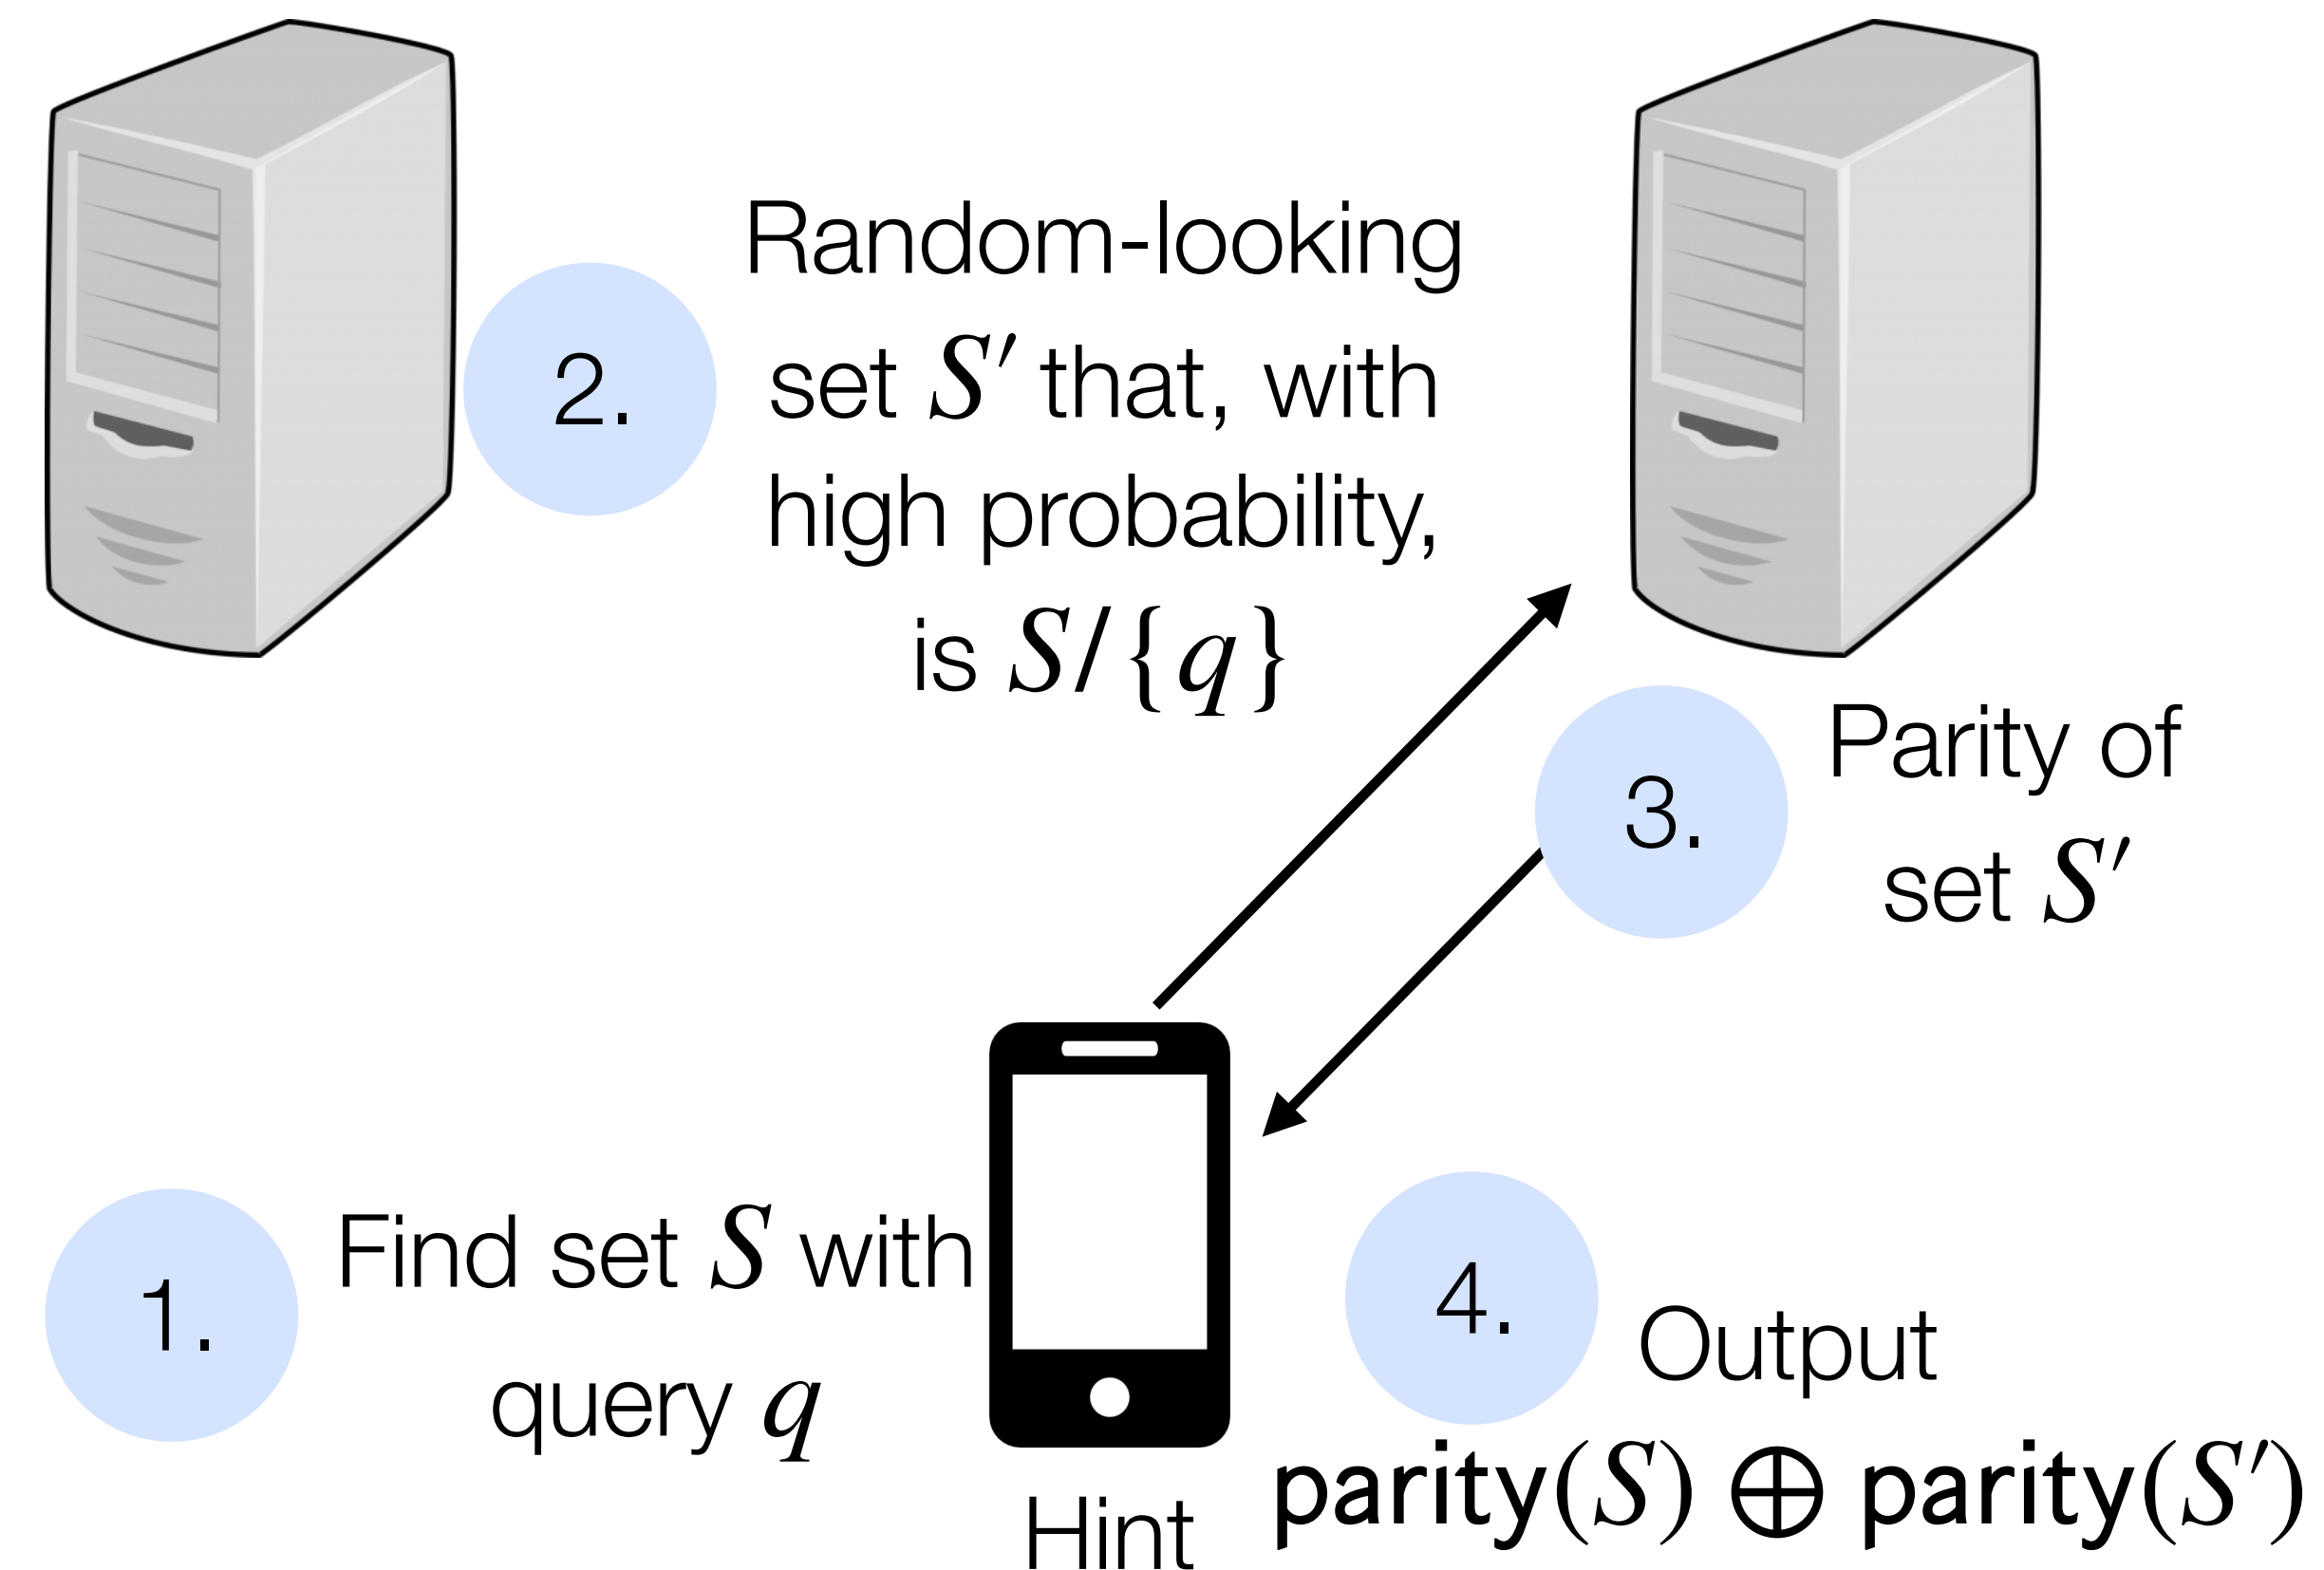 1.
Find set S with
query q
2.
Random-looking
set S′ that, with
high probability,
is S/{q}
3.
Parity of
set S′
4.
Output
parity(S) ⊕ parity(S′)
Hint